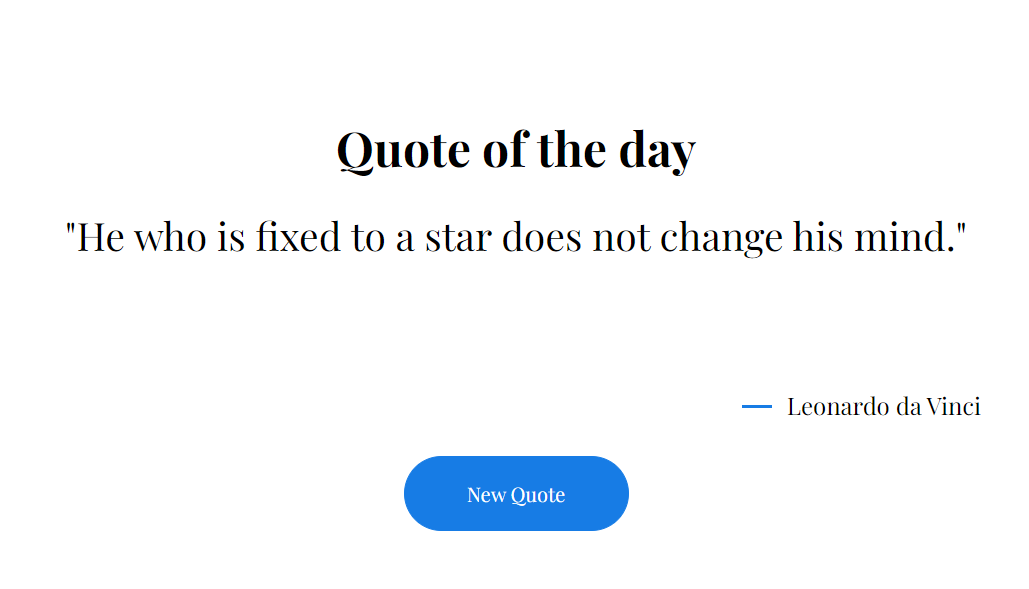 Quote of the day
"He who is fixed to a star does not change his mind."
Leonardo da Vinci
New Quote